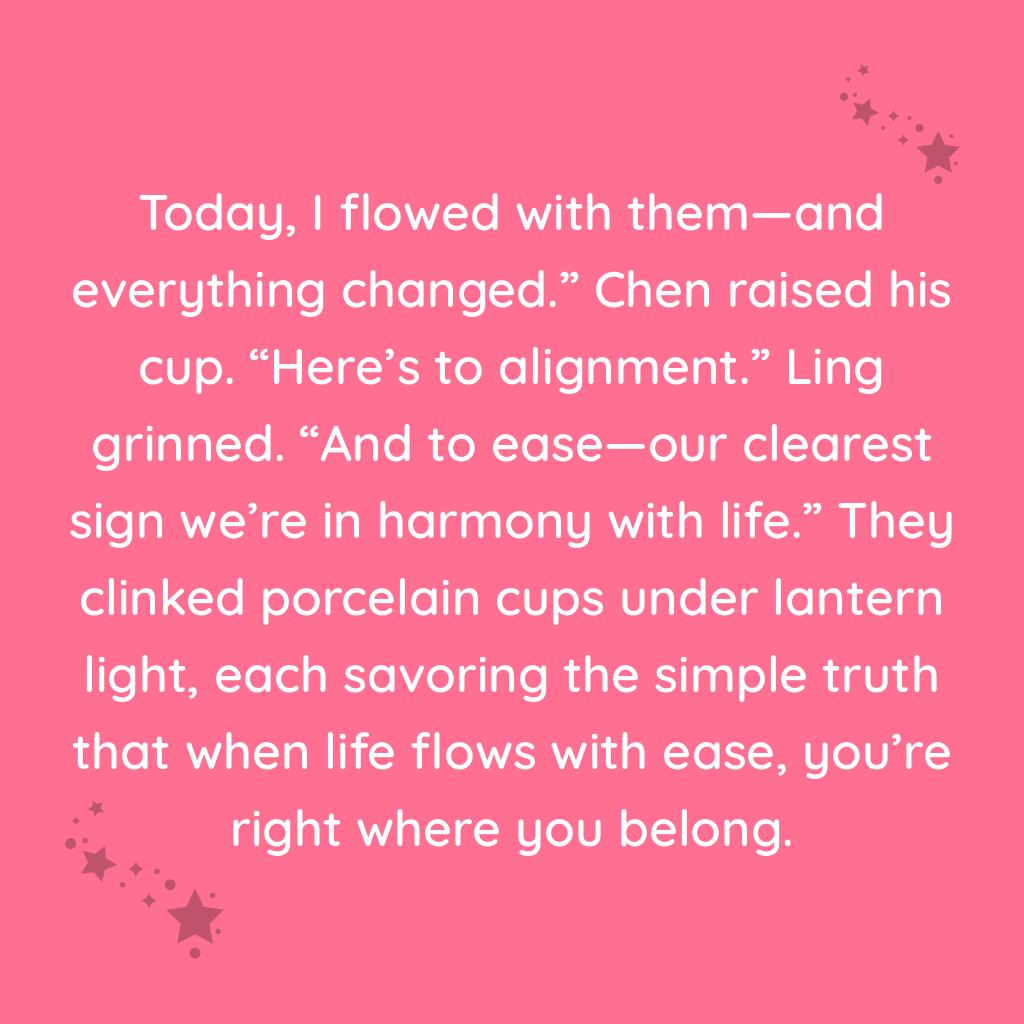 Today, I flowed with them—and
everything changed.” Chen raised his
cup. “Here’s to alignment.” Ling
grinned. “And to ease—our clearest
sign we’re in harmony with life.” They
clinked porcelain cups under lantern
light, each savoring the simple truth
that when life flows with ease, you’re
right where you belong.